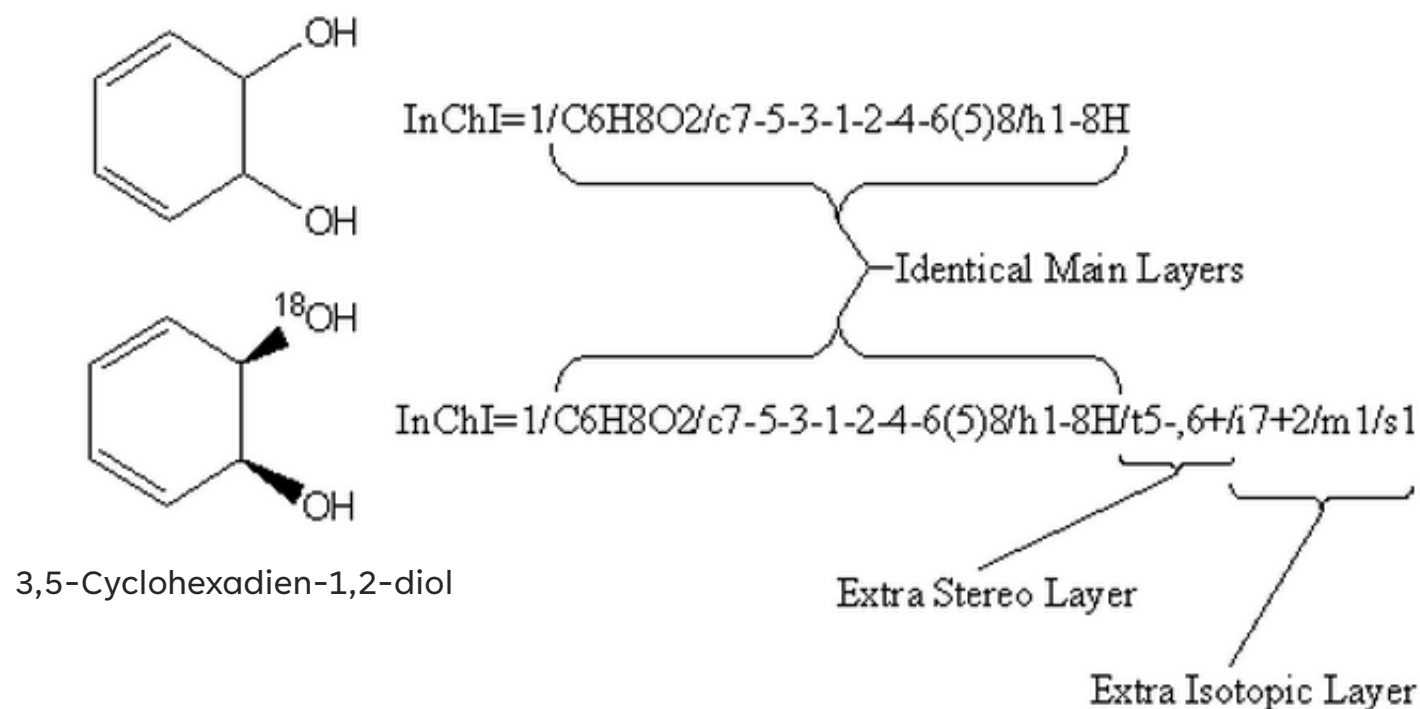 OH
InChI=1/C6H8O2/c7-5-3-1-2-4-6(5)8/h1-8H
OH
Identical Main Layers
18OH
InChI=1/C6H8O2/c7-5-3-1-2-4-6(5)8/h1-8H/t5-,6+/i7+2/m1/s1
OH
3,5-Cyclohexadien-1,2-diol
Extra Stereo Layer
Extra Isotopic Layer